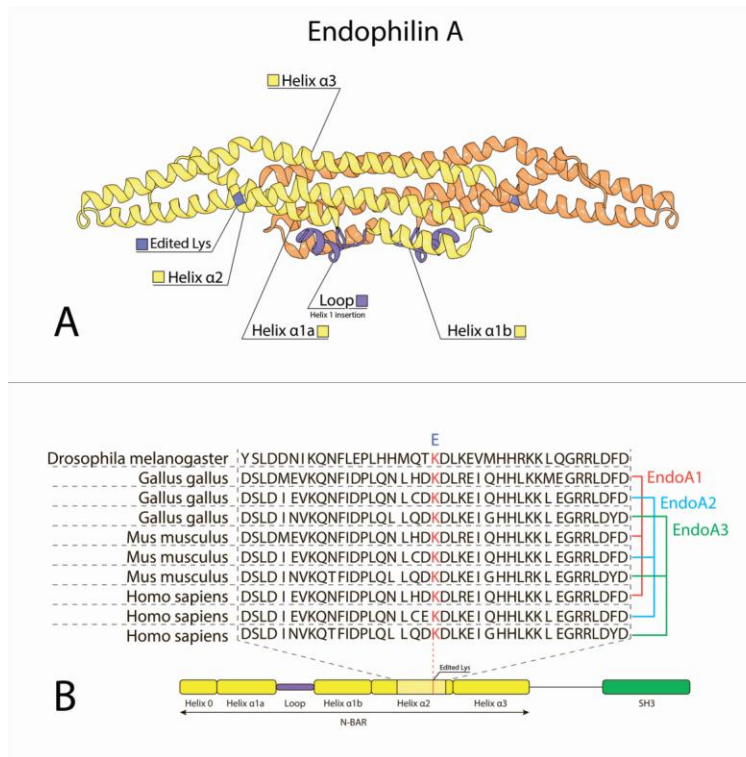 Endophilin A
Helix α3
Edited Lys
Helix α2
Loop
Helix 1 insertion
Helix α1a
Helix α1b
A
E
Drosophila melanogaster YSLDDNIKQNFLEPLHHMQTKDLKEVMHHRKKLQGRRLDFD
Gallus gallus DSLDMEVKQNFIDPLQNLHDKDLREIQHHLKKMEGRRLDFD
Gallus gallus DSLDIEVKQNFIDPLQNLCDKDLKEIQHHLKKLEGRRLDFD
Gallus gallus DSLDINVKQNFIDPLQLLQDKDLKEIGHHLKKLEGRRLDYD
Mus musculus DSLDMEVKQNFIDPLQNLHDKDLREIQHHLKKLEGRRLDFD
Mus musculus DSLDIEVKQNFIDPLQNLCDKDLKEIQHHLKKLEGRRLDFD
Mus musculus DSLDINVKQTFIDPLQLLQDKDLKEIGHHLRKLEGRRLDYD
Homo sapiens DSLDIEVKQNFIDPLQNLHDKDLREIQHHLKKLEGRRLDFD
Homo sapiens DSLDIEVKQNFIDPLQNLCEKDLKEIQHHLKKLEGRRLDFD
Homo sapiens DSLDINVKQTFIDPLQLLQDKDLKEIGHHLKKLEGRRLDYD
EndoA1
EndoA2
EndoA3
Edited Lys
B
Helix 0 Helix α1a Loop Helix α1b Helix α2 Helix α3 SH3
N-BAR